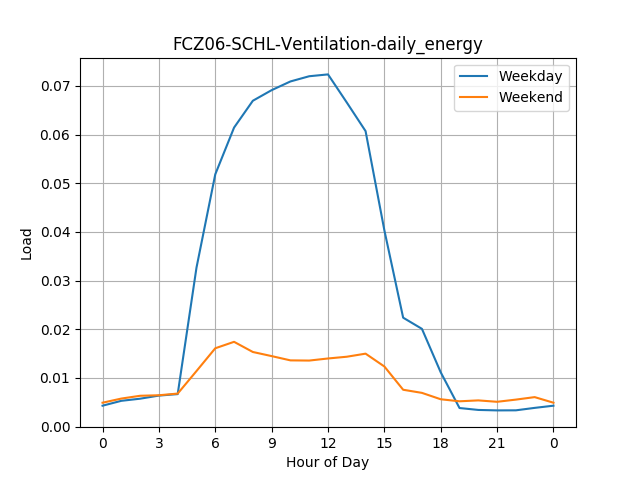 FCZ06-SCHL-Ventilation-daily_energy
Weekday
Weekend
0.07
0.06
0.05
0.04
0.03
0.02
0.01
0.00
Load
0 3 6 9 12 15 18 21 0
Hour of Day